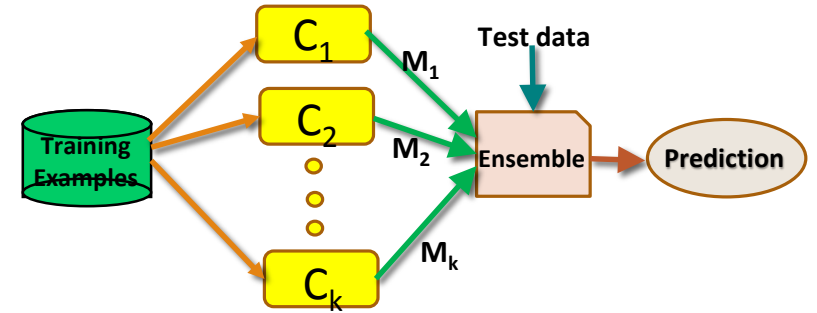 Training
Examples
C₁
C₂
Cₖ
M₁
M₂
Mₖ
Test data
Ensemble
Prediction